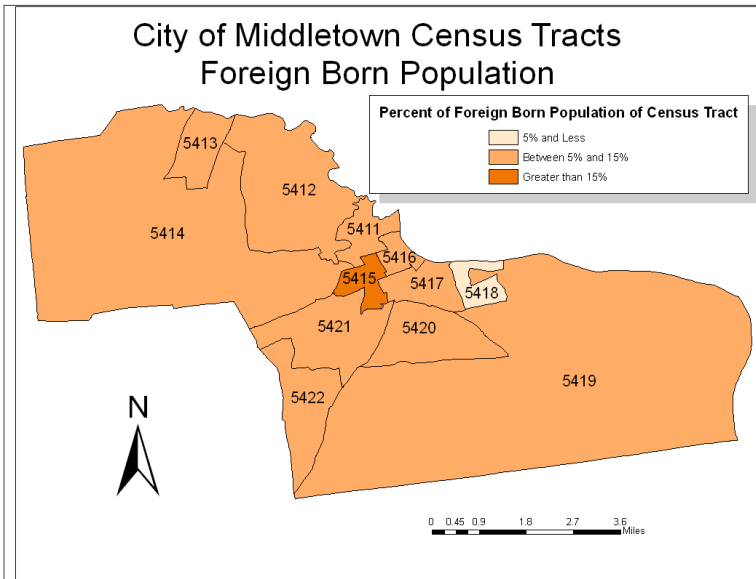 City of Middletown Census Tracts
Foreign Born Population
Percent of Foreign Born Population of Census Tract
5% and Less
Between 5% and 15%
Greater than 15%
5413
5412
5414
5411
5416
5415
5417
5418
5421
5420
5419
5422
N
0 0.45 0.9 1.8 2.7 3.6
Miles